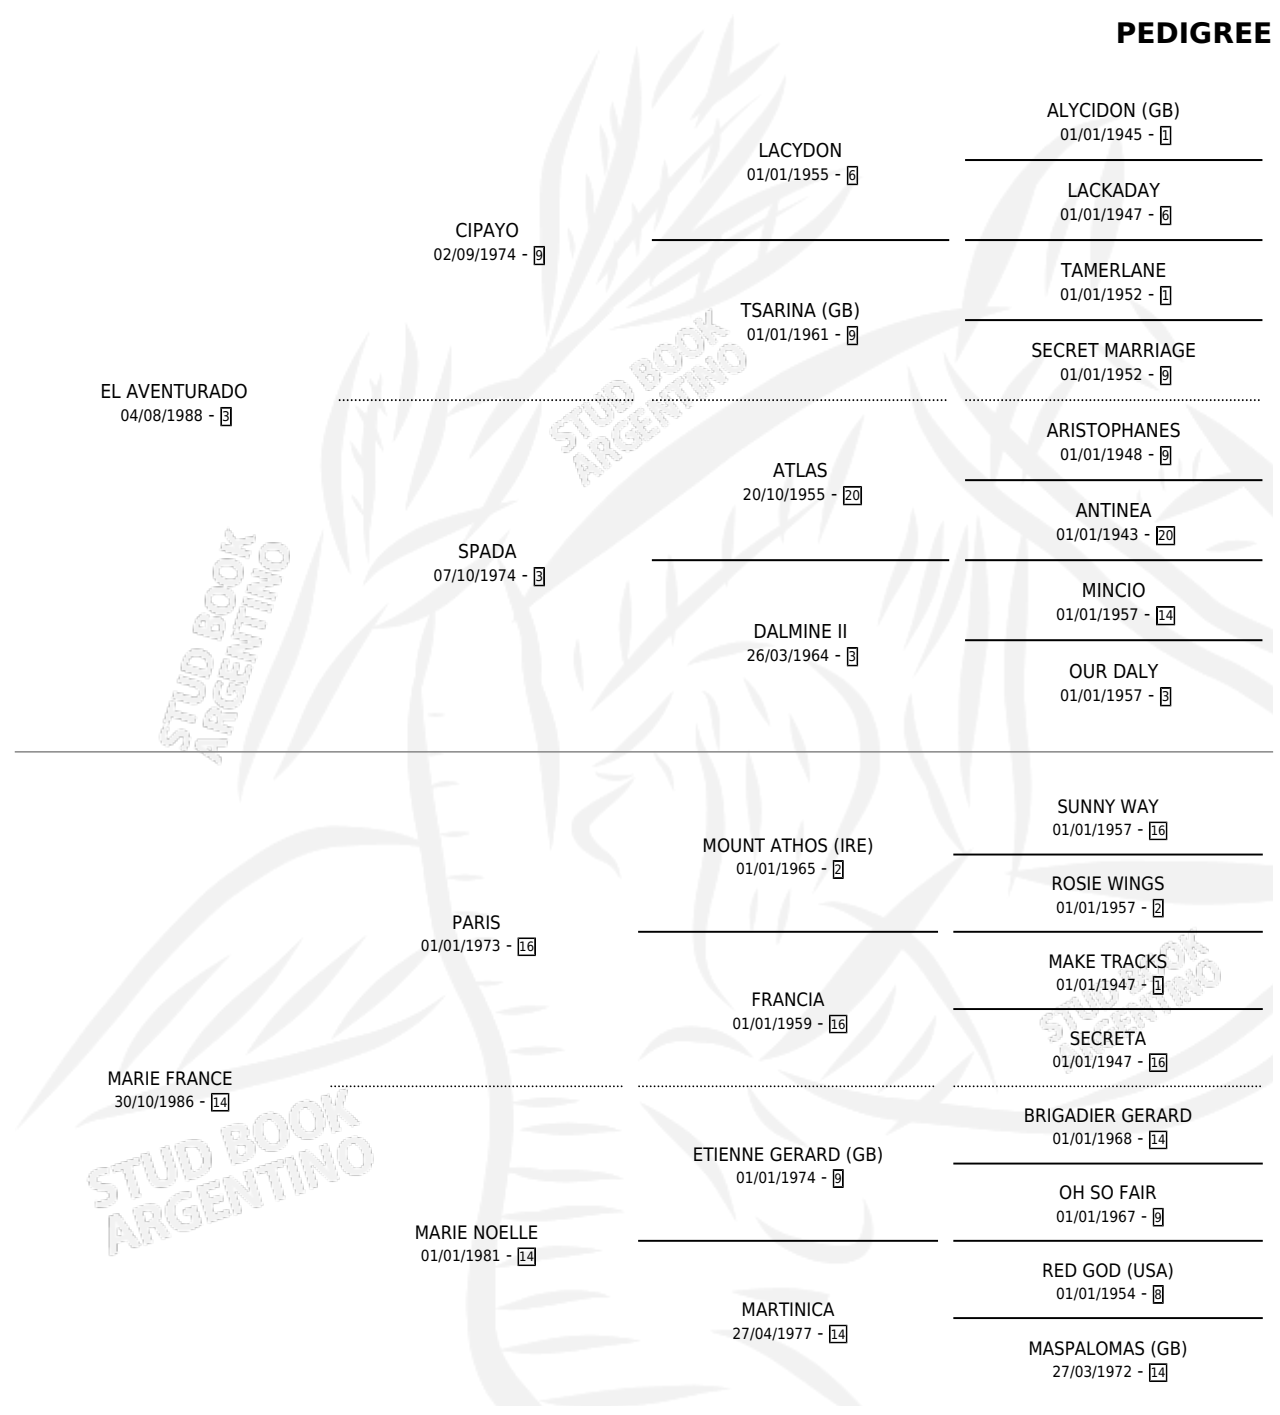 PEDIGREE
ALYCIDON (GB)
01/01/1945 - 1
LACYDON
01/01/1955 - 6
LACKADAY
01/01/1947 - 6
CIPAYO
02/09/1974 - 9
TAMERLANE
01/01/1952 - 1
TSARINA (GB)
01/01/1961 - 9
SECRET MARRIAGE
01/01/1952 - 9
EL AVENTURADO
04/08/1988 - 3
STUD BOOK
ARGENTINO
ARISTOPHANES
01/01/1948 - 9
ATLAS
20/10/1955 - 20
ANTINEA
01/01/1943 - 20
SPADA
07/10/1974 - 3
MINCIO
01/01/1957 - 14
DALMINE II
26/03/1964 - 3
OUR DALY
01/01/1957 - 3
STUD BOOK
ARGENTINO
SUNNY WAY
01/01/1957 - 16
MOUNT ATHOS (IRE)
01/01/1965 - 2
ROSIE WINGS
01/01/1957 - 2
PARIS
01/01/1973 - 16
MAKE TRACKS
01/01/1947 - 1
FRANCIA
01/01/1959 - 16
STUD BOOK
ARGENTINO
SECRETA
01/01/1947 - 16
MARIE FRANCE
30/10/1986 - 14
STUD BOOK
ARGENTINO
BRIGADIER GERARD
01/01/1968 - 14
ETIENNE GERARD (GB)
01/01/1974 - 9
OH SO FAIR
01/01/1967 - 9
MARIE NOELLE
01/01/1981 - 14
RED GOD (USA)
01/01/1954 - 8
MARTINICA
27/04/1977 - 14
MASPALOMAS (GB)
27/03/1972 - 14